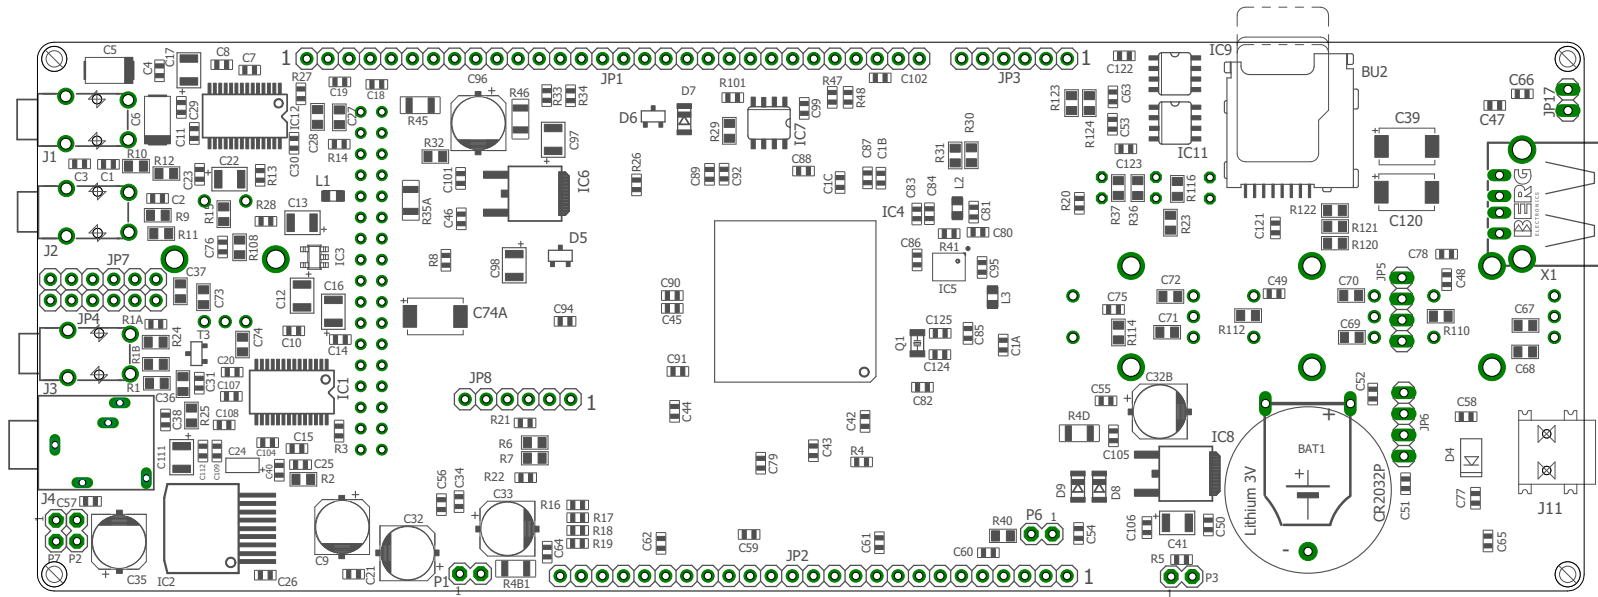 C5
C4
C17
C8
C7
R27
C19
C18
1
JP1
C96
R45
R46
R33
R34
D6
D7
R101
R47
R48
C99
C102
JP3
1
C122
IC9
BU2
C66
JP17
C47
C6
C11
C29
IC12
C30
C28
C27
R14
R32
C97
R29
IC7
R123
R124
C63
C53
IC11
C39
J1
C3
C1
R10
R12
C23
C22
R13
L1
C101
IC6
R26
C89
C92
C88
C87
C1B
C1C
R31
R30
C123
C2
R9
R11
R15
R28
C13
R35A
C46
IC4
C83
C84
L2
C81
C80
R20
R37
R36
R116
R23
C121
R122
R121
R120
C120
BERG
ELECTRONICS
J2
C76
R108
IC3
R8
C98
D5
C86
R41
C95
IC5
C78
C48
X1
JP7
C37
C73
C12
C16
C74A
C90
C45
C94
L3
C72
C75
C71
R114
C49
R112
C70
C69
JP5
R110
C67
C68
JP4
R1A
R24
T3
C74
C10
C14
Q1
C125
C124
C85
C1A
R1B
J3
R1
C36
C20
C31
C107
IC1
C91
C82
JP8
1
R21
C44
C42
C55
C32B
R4D
C52
JP6
C58
C38
R25
C108
C111
C112
C109
C24
C104
C15
C25
C40
R2
R3
R6
R7
R22
C79
C43
R4
C105
IC8
BAT1
+
+
Lithium 3V
CR2032P
-
D4
C77
C51
J11
J4
C57
1
P7
P2
C35
IC2
C26
C9
C21
C32
C56
C34
C33
R16
R17
R18
R19
C64
R4B1
P1
1
C62
C59
JP2
C61
C60
R40
P6
1
C54
D9
D8
C106
C41
C50
R5
P3
1
1
C65